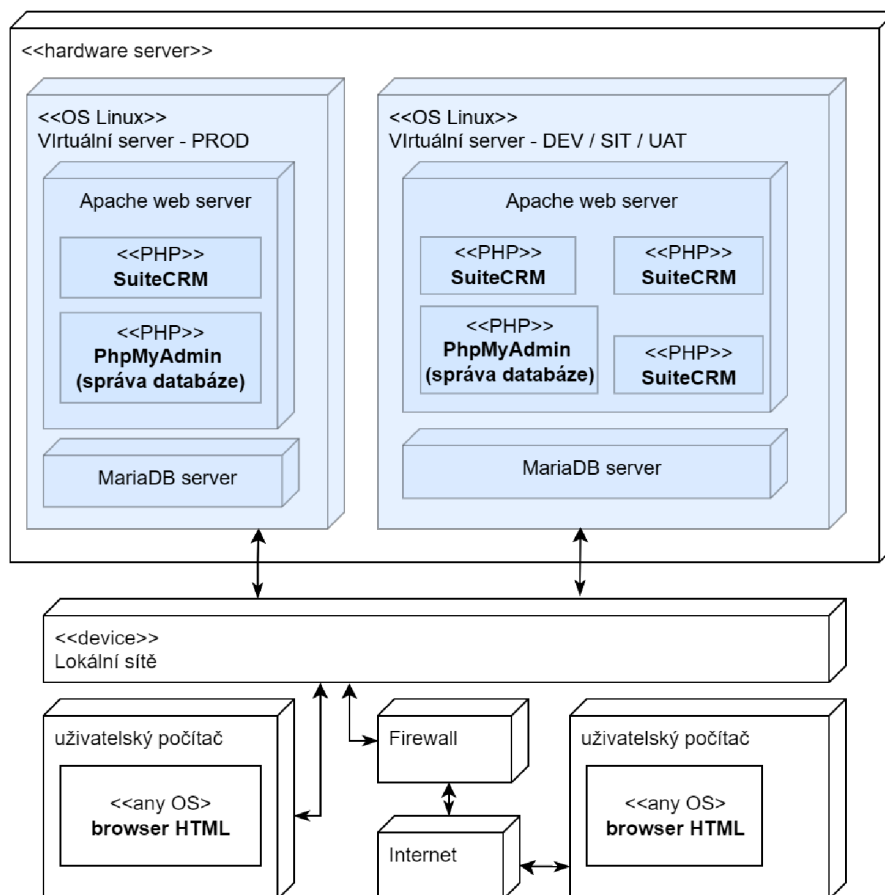 <<hardware server>>
<<OS Linux>>
VIrtuální server - PROD
Apache web server
<<PHP>>
SuiteCRM
<<PHP>>
PhpMyAdmin
(správa databáze)
MariaDB server
<<OS Linux>>
VIrtuální server - DEV / SIT / UAT
Apache web server
<<PHP>>
SuiteCRM
<<PHP>>
SuiteCRM
<<PHP>>
PhpMyAdmin
(správa databáze)
<<PHP>>
SuiteCRM
MariaDB server
<<device>>
Lokální sítě
uživatelský počítač
<<any OS>
browser HTML
Firewall
Internet
uživatelský počítač
<<any OS>
browser HTML